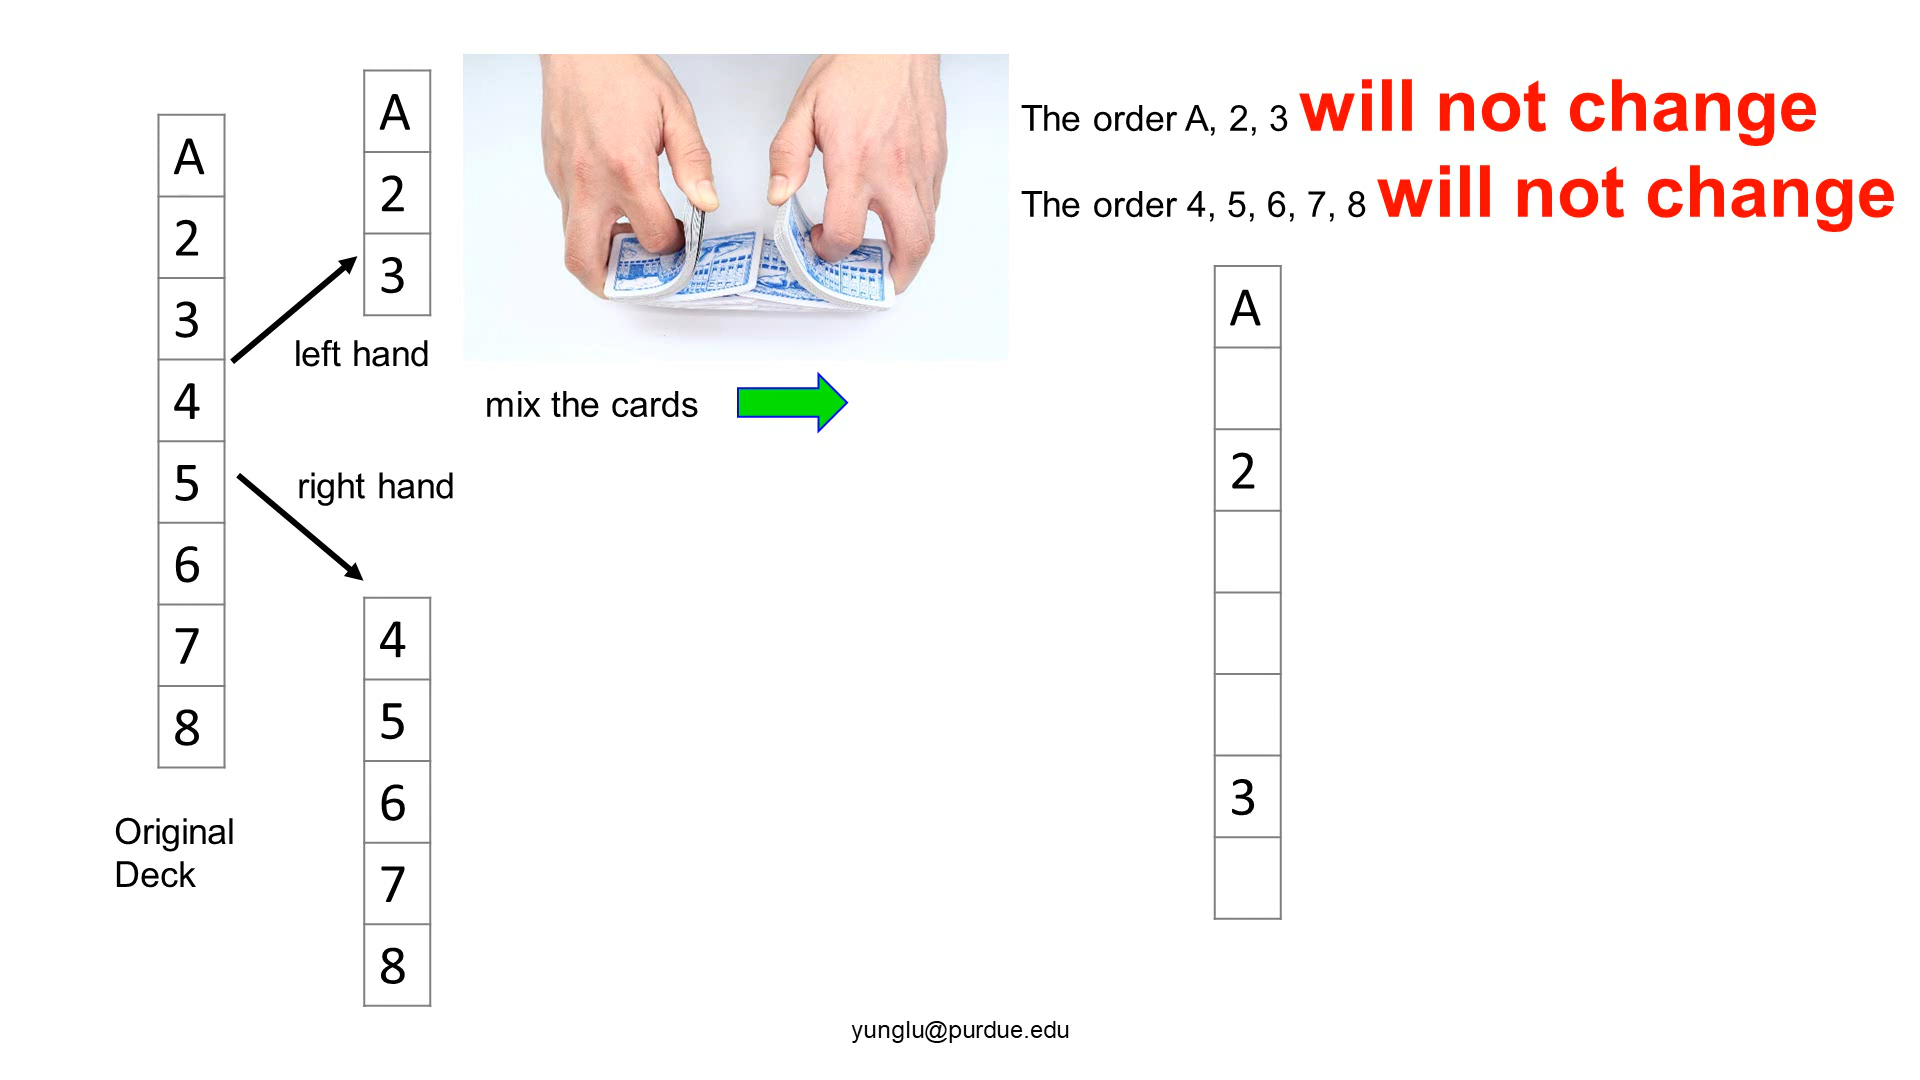 A
2
3
4
5
6
7
8
Original
Deck
A
2
3
left hand
right hand
4
5
6
7
8
mix the cards
The order A, 2, 3 will not change
The order 4, 5, 6, 7, 8 will not change
A
2
3
yunglu@purdue.edu